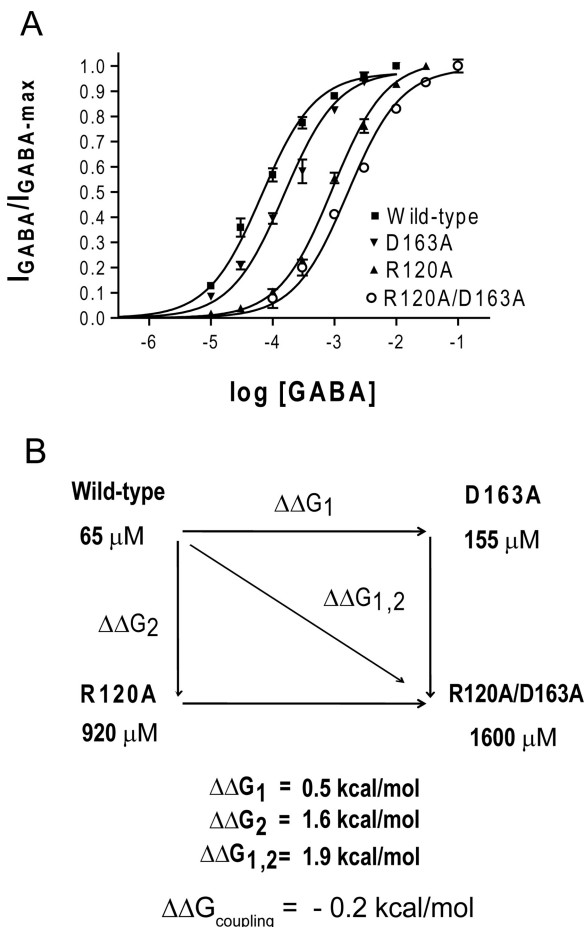 A
I GABA/I GABA-max
1.0
0.9
0.8
0.7
0.6
0.5
0.4
0.3
0.2
0.1
0.0
Wild-type
D163A
R120A
R120A/D163A
-6 -5 -4 -3 -2 -1
log [GABA]
B
Wild-type ΔΔG1 D163A
65 μM 155 μM
ΔΔG2 ΔΔG1,2
R120A R120A/D163A
920 μM 1600 μM
ΔΔG1 = 0.5 kcal/mol
ΔΔG2 = 1.6 kcal/mol
ΔΔG1,2= 1.9 kcal/mol
ΔΔGcoupling = - 0.2 kcal/mol